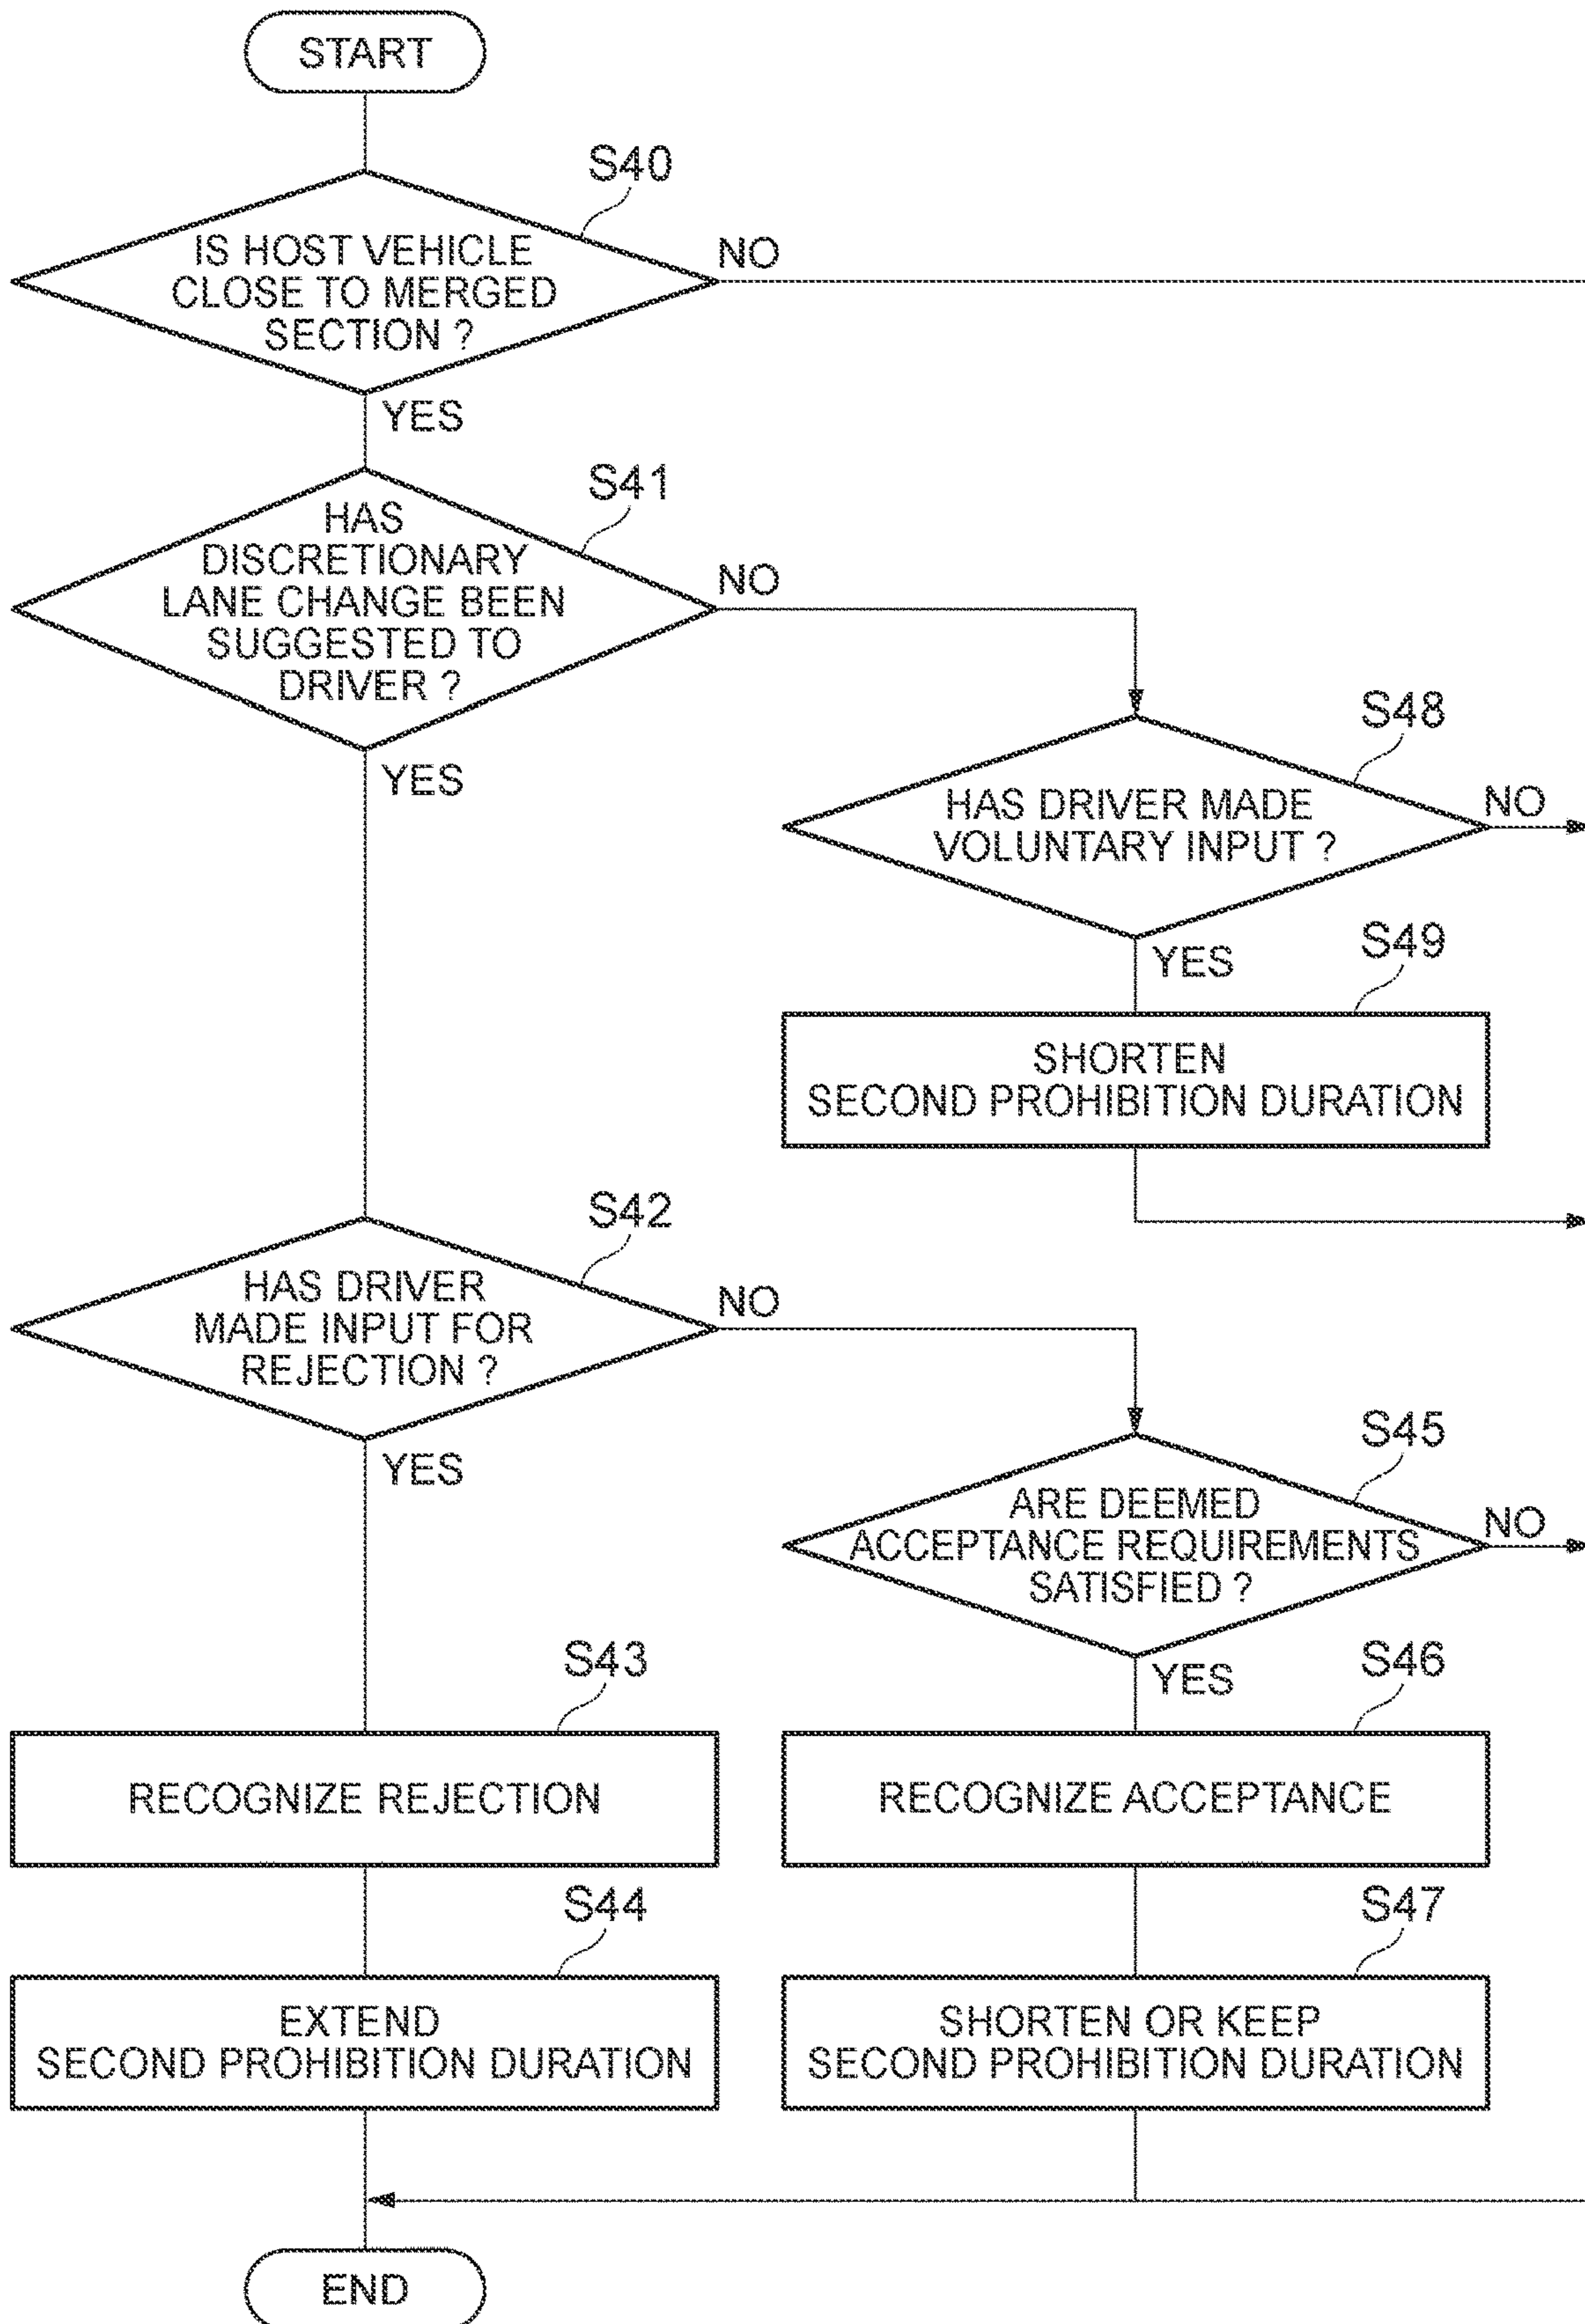 START
S40
IS HOST VEHICLE
CLOSE TO MERGED
SECTION ?
NO
YES
S41
HAS
DISCRETIONARY
LANE CHANGE BEEN
SUGGESTED TO
DRIVER ?
NO
YES
S48
HAS DRIVER MADE
VOLUNTARY INPUT ?
NO
YES
S49
SHORTEN
SECOND PROHIBITION DURATION
S42
HAS DRIVER
MADE INPUT FOR
REJECTION ?
NO
YES
S45
ARE DEEMED
ACCEPTANCE REQUIREMENTS
SATISFIED ?
NO
YES
S43
RECOGNIZE REJECTION
S46
RECOGNIZE ACCEPTANCE
S44
EXTEND
SECOND PROHIBITION DURATION
S47
SHORTEN OR KEEP
SECOND PROHIBITION DURATION
END